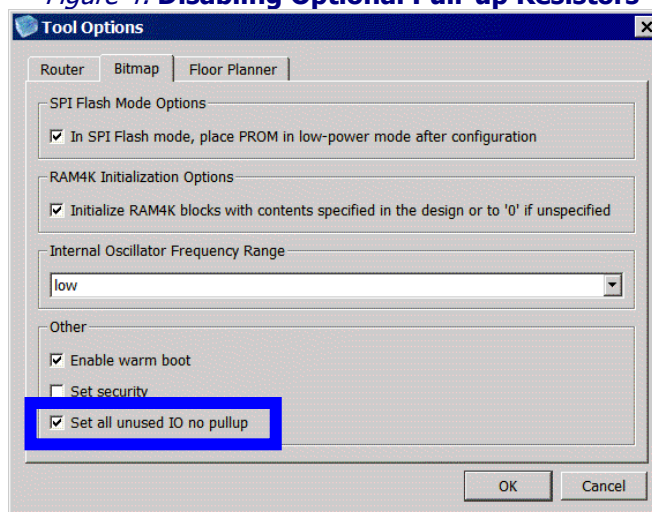 Figure 4: Disabling Optional Pull-up Resistors
Tool Options
Router Bitmap Floor Planner
SPI Flash Mode Options
In SPI Flash mode, place PROM in low-power mode after configuration
RAM4K Initialization Options
Initialize RAM4K blocks with contents specified in the design or to '0' if unspecified
Internal Oscillator Frequency Range
low
Other
Enable warm boot
Set security
Set all unused IO no pullup
OK Cancel